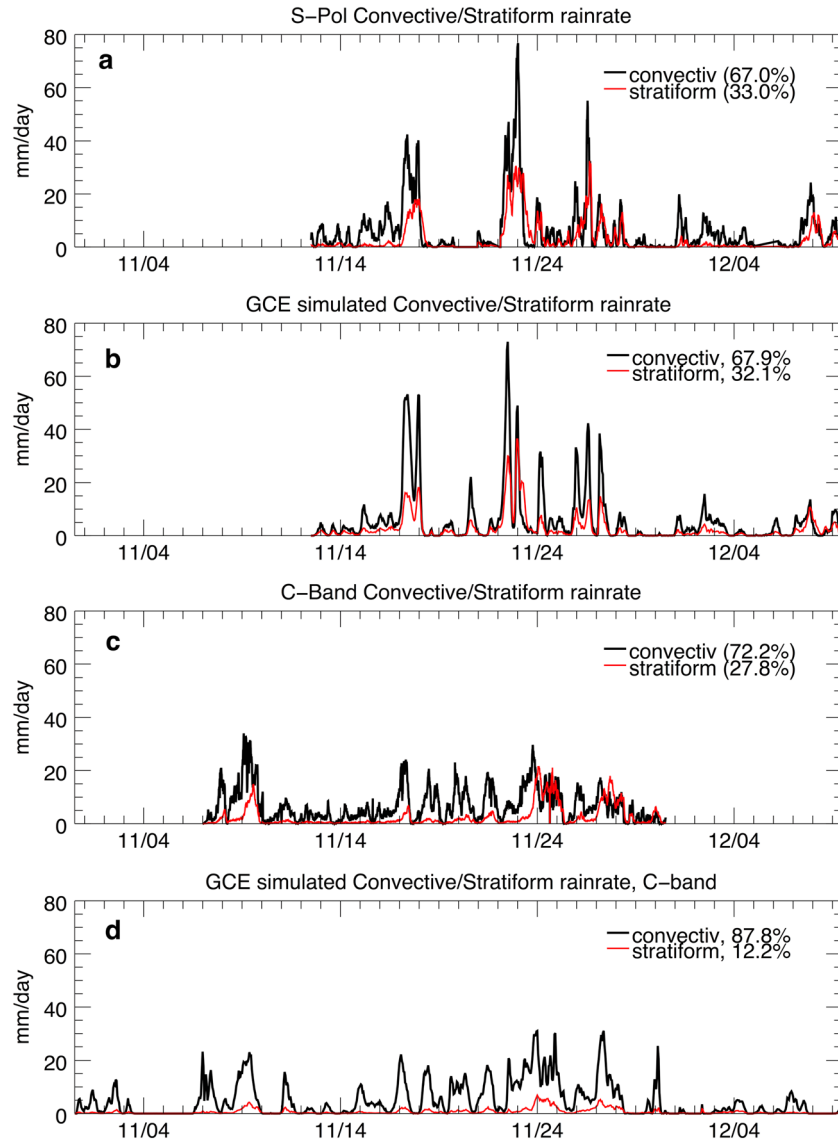 S-Pol Convective/Stratiform rainrate
80
a
convectiv (67.0%)
stratiform (33.0%)
60
mm/day
40
20
0
11/04 11/14 11/24 12/04
GCE simulated Convective/Stratiform rainrate
80
b
convectiv, 67.9%
stratiform, 32.1%
60
mm/day
40
20
0
11/04 11/14 11/24 12/04
C-Band Convective/Stratiform rainrate
80
c
convectiv (72.2%)
stratiform (27.8%)
60
mm/day
40
20
0
11/04 11/14 11/24 12/04
GCE simulated Convective/Stratiform rainrate, C-band
80
d
convectiv, 87.8%
stratiform, 12.2%
60
mm/day
40
20
0
11/04 11/14 11/24 12/04